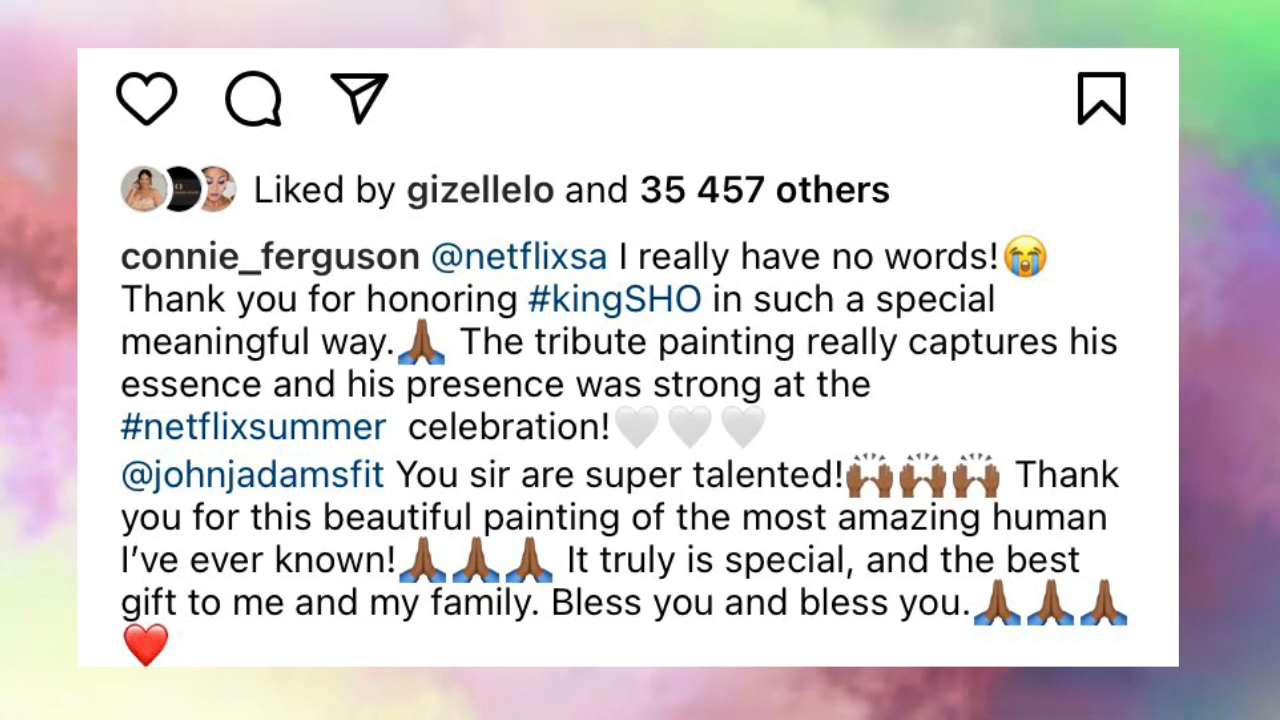 Liked by gizellelo and 35 457 others
connie_ferguson @netflixsa I really have no words!😭
Thank you for honoring #kingSHO in such a special
meaningful way.🙏🏾 The tribute painting really captures his
essence and his presence was strong at the
#netflixsummer celebration!🤍🤍🤍
@johnjadamsfit You sir are super talented!🙌🏾🙌🏾🙌🏾 Thank
you for this beautiful painting of the most amazing human
I’ve ever known!🙏🏾🙏🏾🙏🏾 It truly is special, and the best
gift to me and my family. Bless you and bless you.🙏🏾🙏🏾🙏🏾
❤️